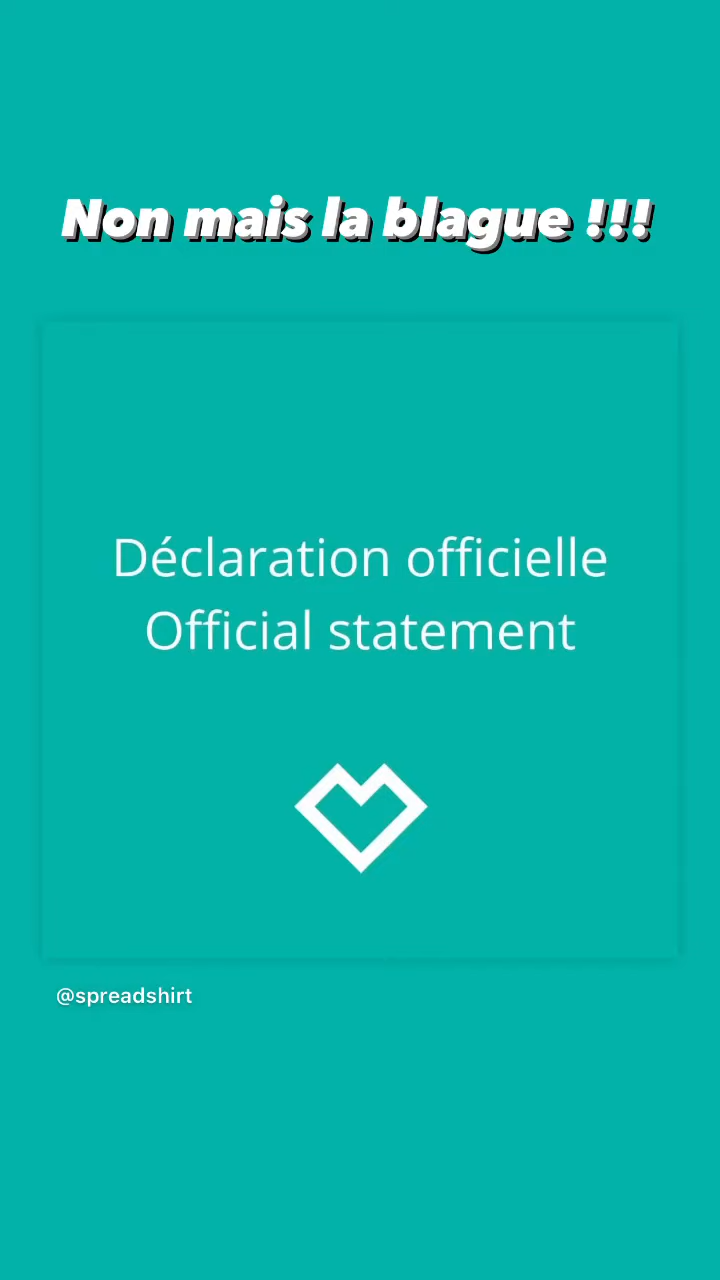 Non mais la blague !!!
Déclaration officielle
Official statement
@spreadshirt